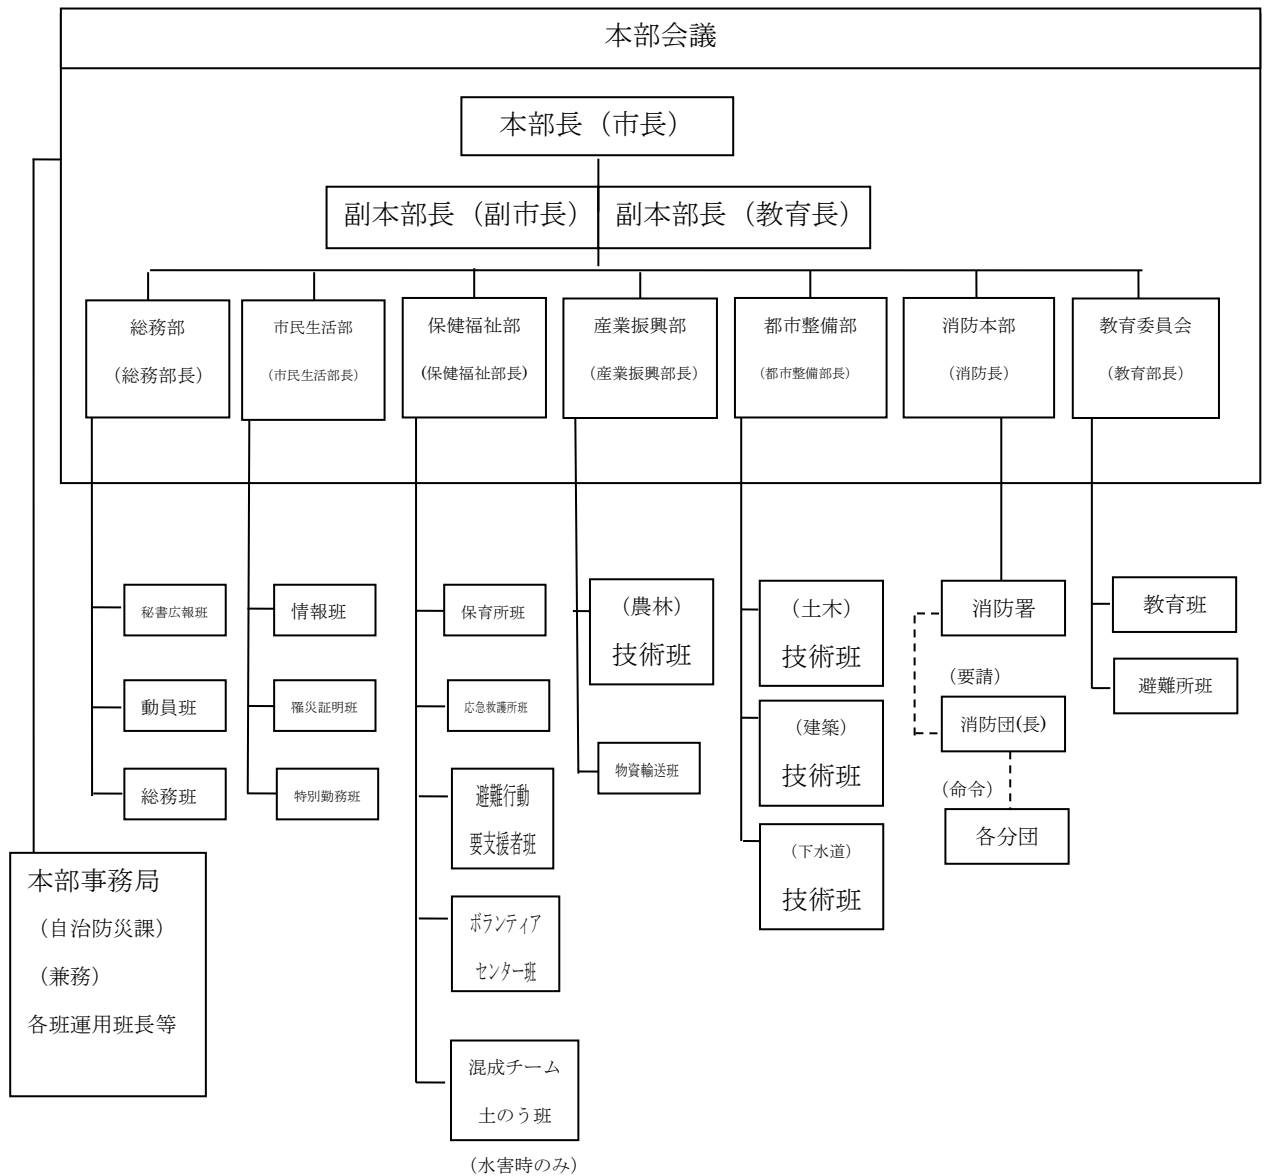 本部会議
本部長（市長）
副本部長（副市長）
副本部長（教育長）
総務部
（総務部長）
市民生活部
（市民生活部長）
保健福祉部
(保健福祉部長)
産業振興部
（産業振興部長）
都市整備部
（都市整備部長）
消防本部
（消防長）
教育委員会
（教育部長）
秘書広報班
動員班
総務班
情報班
罹災証明班
特別勤務班
保育所班
応急救護所班
避難行動
要支援者班
ボランティア
センター班
混成チーム
土のう班
（水害時のみ）
（農林）
技術班
物資輸送班
（土木）
技術班
（建築）
技術班
（下水道）
技術班
消防署
（要請）
消防団(長)
（命令）
各分団
教育班
避難所班
本部事務局
（自治防災課）
（兼務）
各班運用班長等